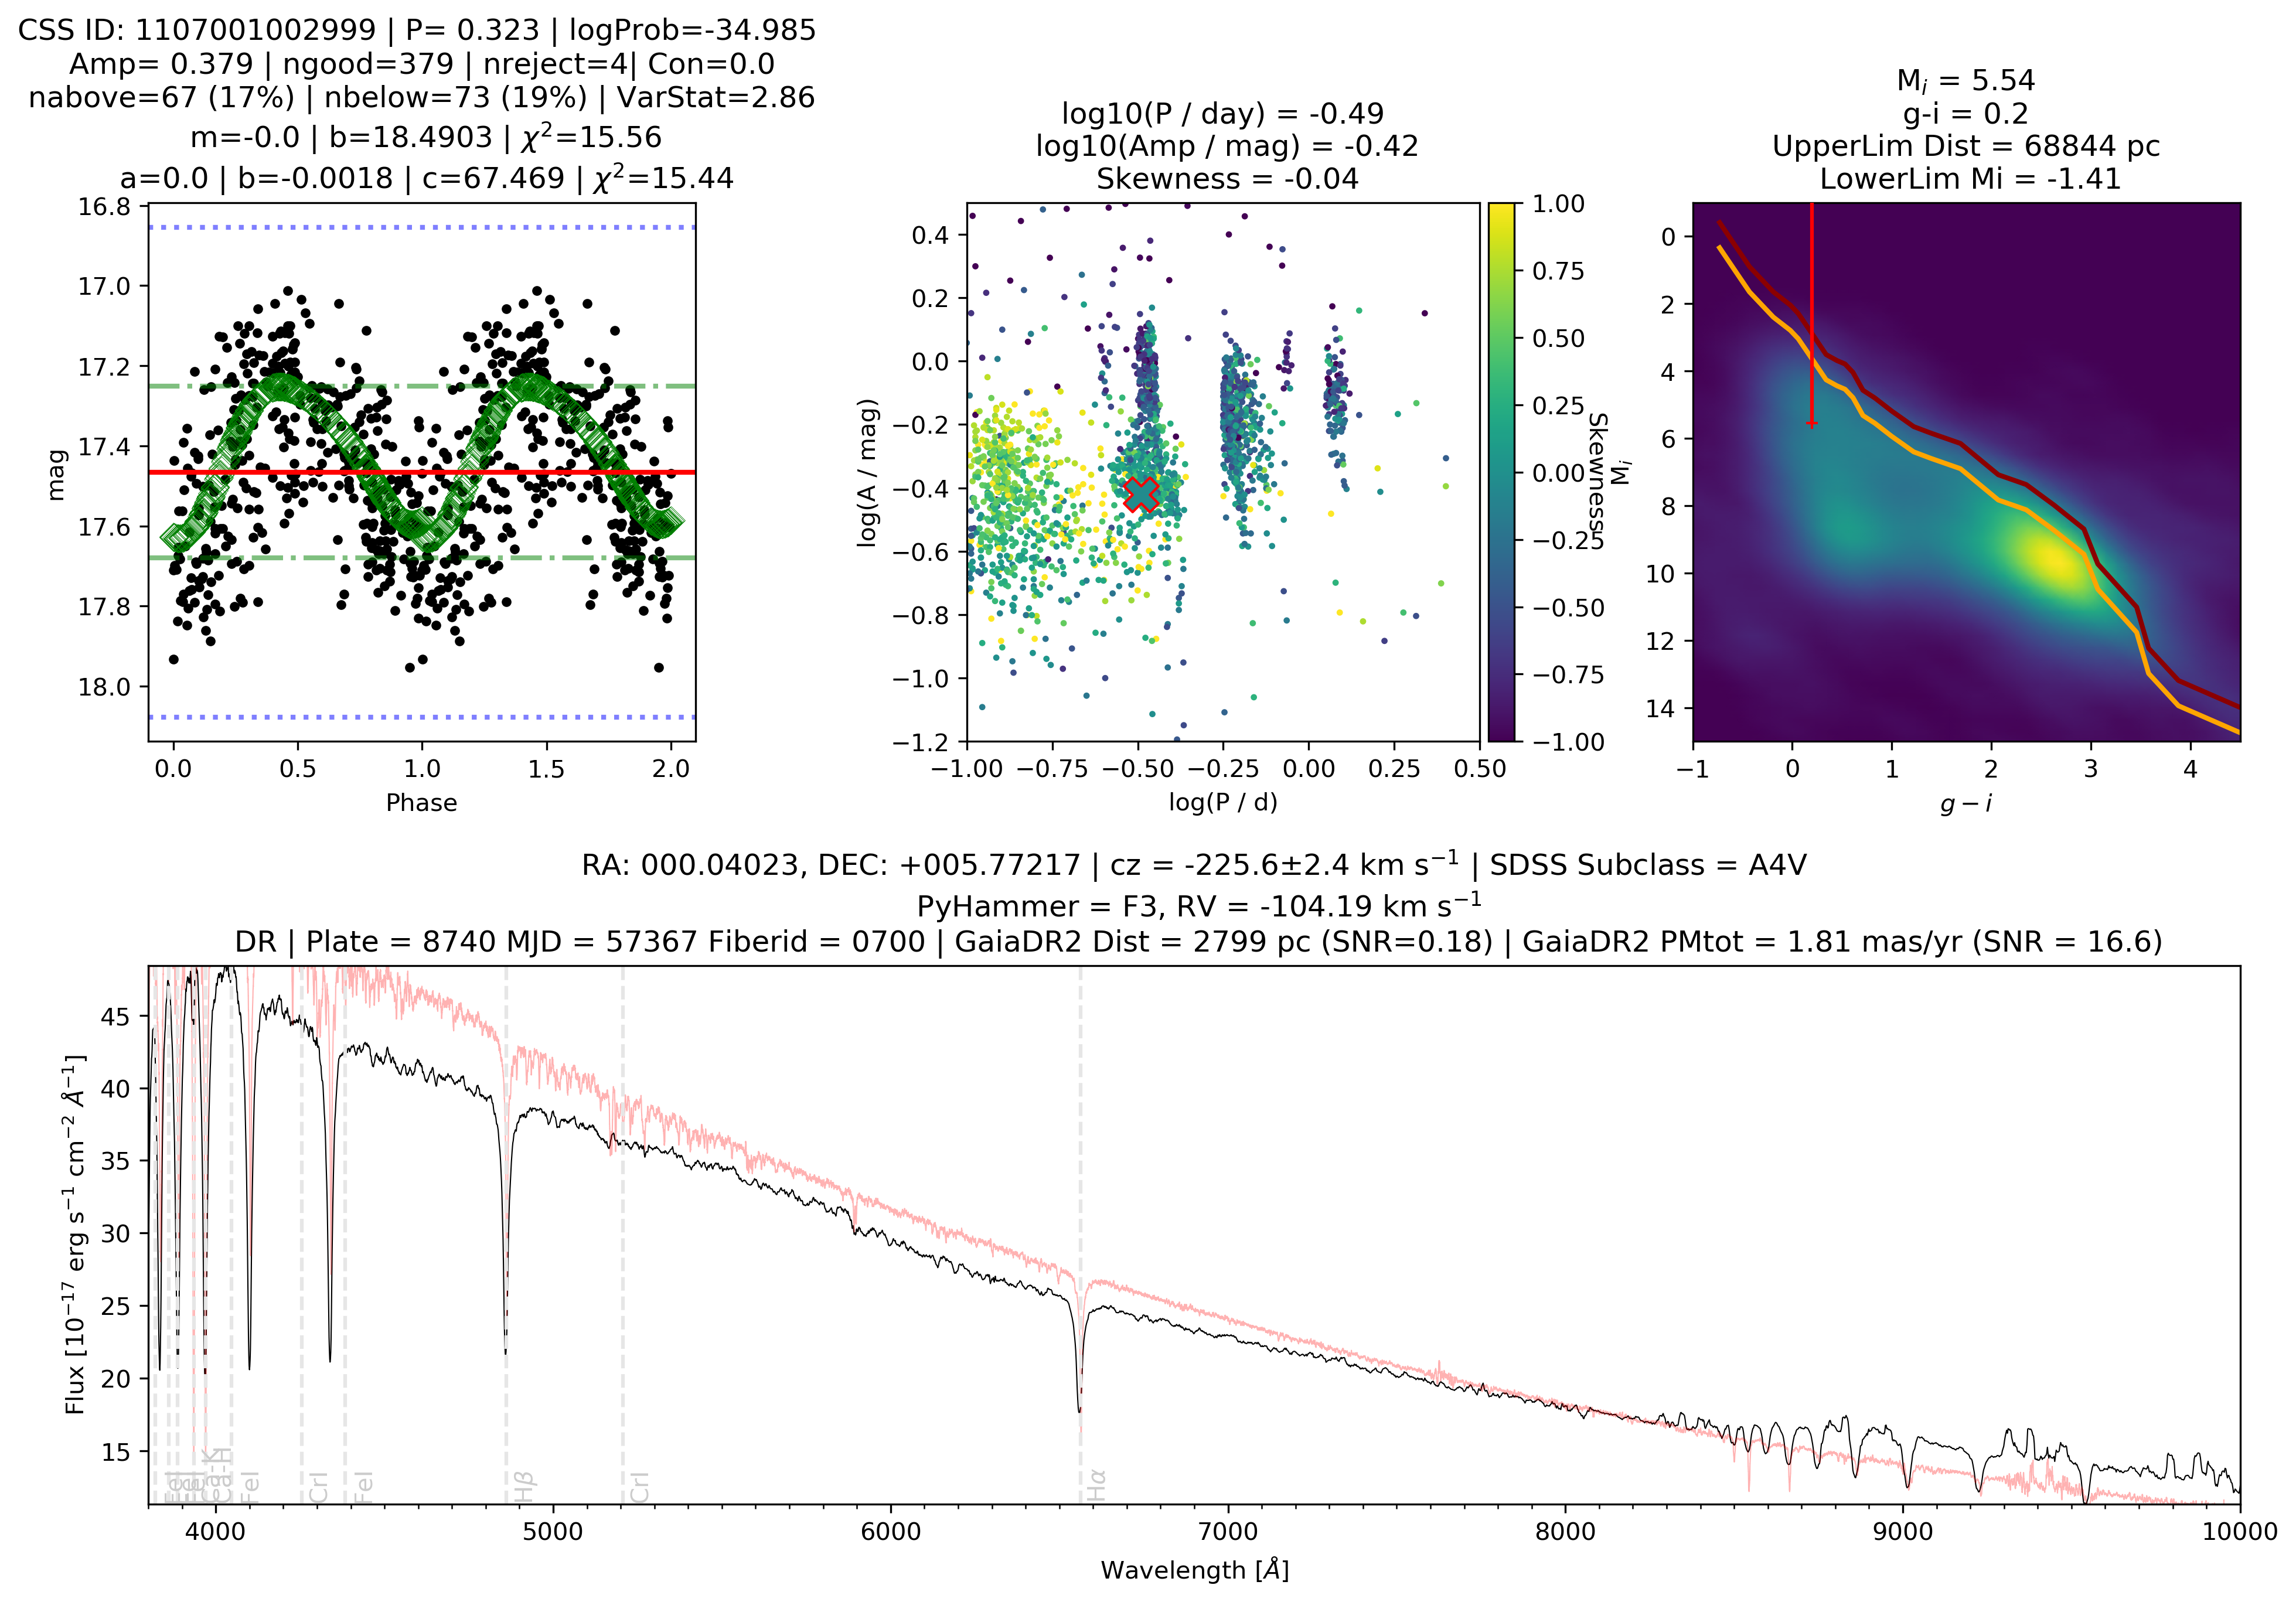 CSS ID: 1107001002999 | P= 0.323 | logProb=-34.985
Amp= 0.379 | ngood=379 | nreject=4| Con=0.0
nabove=67 (17%) | nbelow=73 (19%) | VarStat=2.86
m=-0.0 | b=18.4903 | χ²=15.56
a=0.0 | b=-0.0018 | c=67.469 | χ²=15.44
16.8
17.0
17.2
17.4
17.6
17.8
18.0
mag
0.0 0.5 1.0 1.5 2.0
Phase
log10(P / day) = -0.49
log10(Amp / mag) = -0.42
Skewness = -0.04
0.4
0.2
0.0
−0.2
−0.4
−0.6
−0.8
−1.0
−1.2
log(A / mag)
−1.00 −0.75 −0.50 −0.25 0.00 0.25 0.50
log(P / d)
1.00
0.75
0.50
0.25
0.00
−0.25
−0.50
−0.75
−1.00
Skewness
M_i = 5.54
g-i = 0.2
UpperLim Dist = 68844 pc
LowerLim Mi = -1.41
0
2
4
6
8
10
12
14
M_i
−1 0 1 2 3 4
g − i
RA: 000.04023, DEC: +005.77217 | cz = -225.6±2.4 km s⁻¹ | SDSS Subclass = A4V
PyHammer = F3, RV = -104.19 km s⁻¹
DR | Plate = 8740 MJD = 57367 Fiberid = 0700 | GaiaDR2 Dist = 2799 pc (SNR=0.18) | GaiaDR2 PMtot = 1.81 mas/yr (SNR = 16.6)
45
40
35
30
25
20
15
Flux [10⁻¹⁷ erg s⁻¹ cm⁻² Å⁻¹]
Ca-K
Ca-H
FeI
CrI
FeI
Hβ
CrI
Hα
4000 5000 6000 7000 8000 9000 10000
Wavelength [Å]